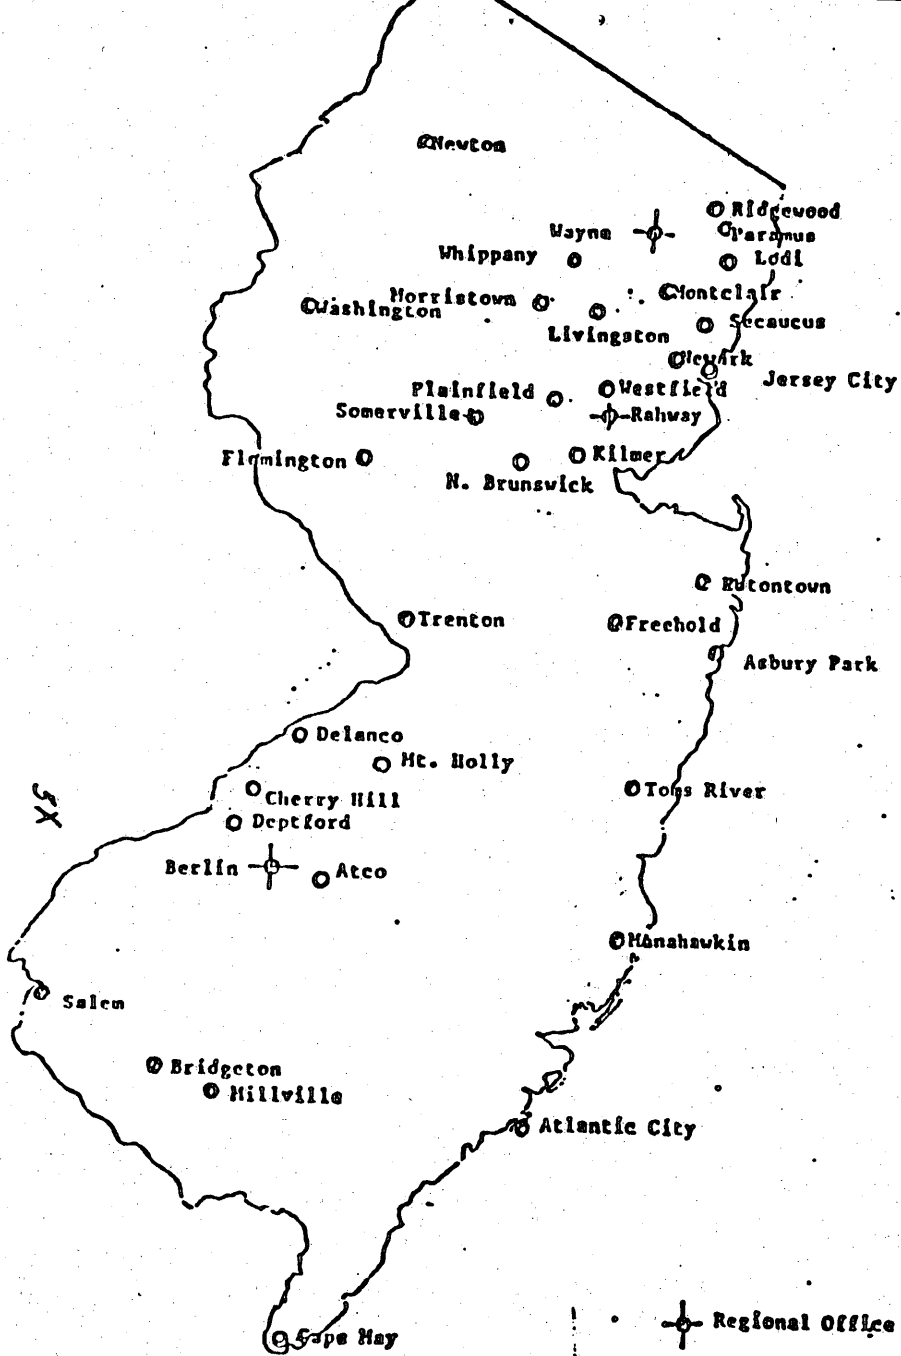 Newton
Ridgewood
Wayne
Paramus
Whippany
Lodi
Morristown
Montclair
Washington
Secaucus
Livingston
Newark
Jersey City
Plainfield
Westfield
Somerville
Rahway
Flemington
Kilmer
N. Brunswick
Eatontown
Trenton
Freehold
Asbury Park
Delanco
Mt. Holly
Toms River
Cherry Hill
5X
Deptford
Berlin
Atco
Manahawkin
Salem
Bridgeton
Millville
Atlantic City
Regional Office
Cape May